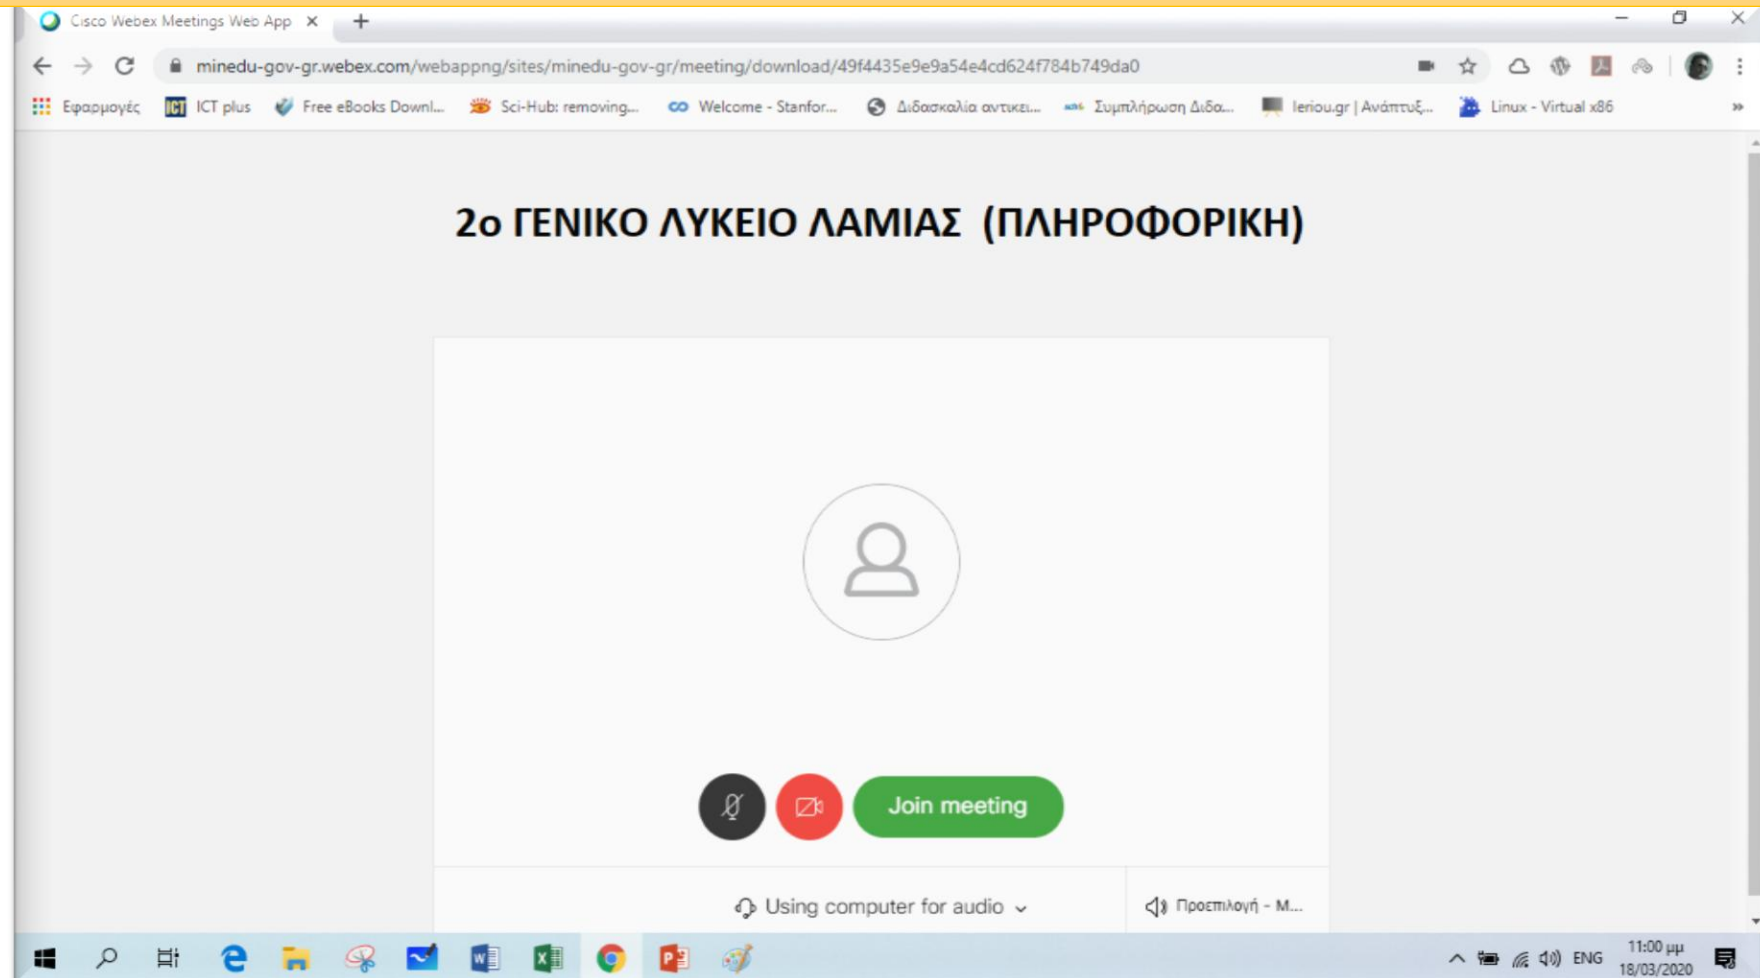 Cisco Webex Meetings Web App
minedu-gov-gr.webex.com/webappng/sites/minedu-gov-gr/meeting/download/49f4435e9e9a54e4cd624f784b749da0
Εφαρμογές ICT ICT plus Free eBooks Downl... Sci-Hub: removing... Welcome - Stanfor... Διδασκαλία αντικει... Συμπλήρωση Διδα... Ieriou.gr | Ανάπτυξ... Linux - Virtual x86
2ο ΓΕΝΙΚΟ ΛΥΚΕΙΟ ΛΑΜΙΑΣ (ΠΛΗΡΟΦΟΡΙΚΗ)
Join meeting
Using computer for audio
Προεπιλογή - Μ...
ENG
11:00 μμ
18/03/2020